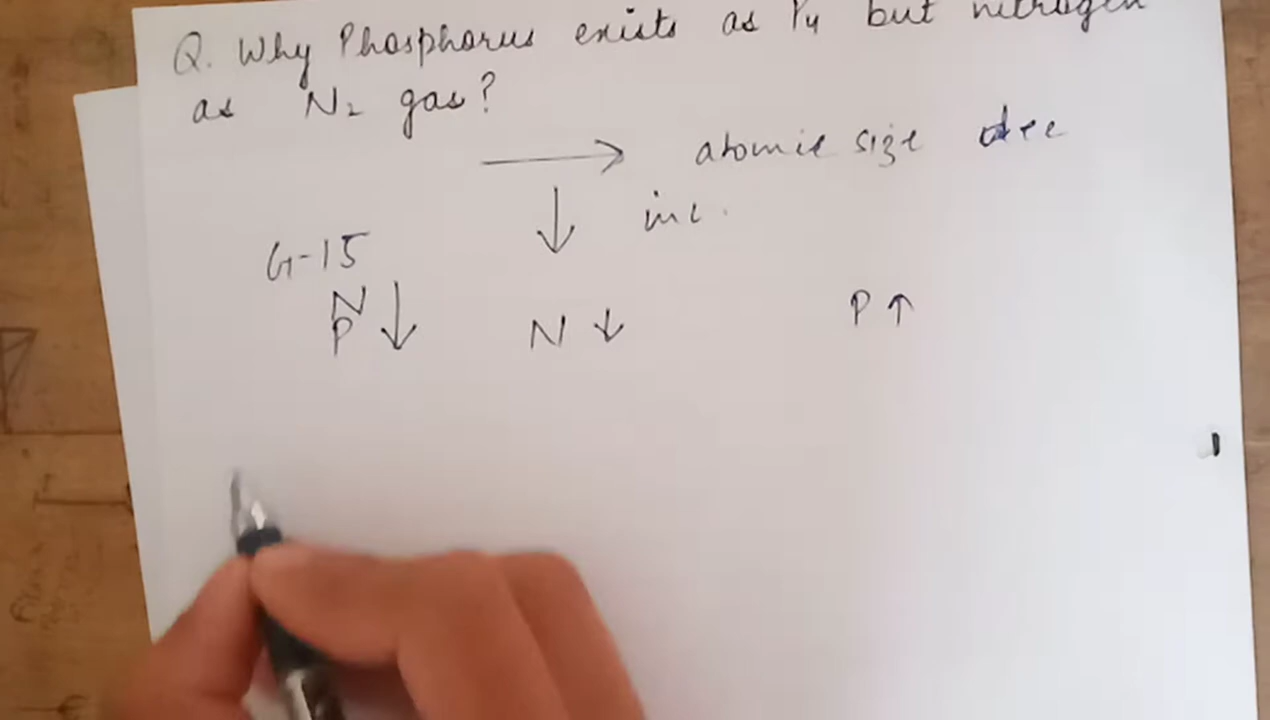 Q. Why Phosphorus exists as P4 but nitrogen
as N2 gas?
→ atomic size dec
↓ inc.
G-15
N
P ↓ N ↓ P ↑